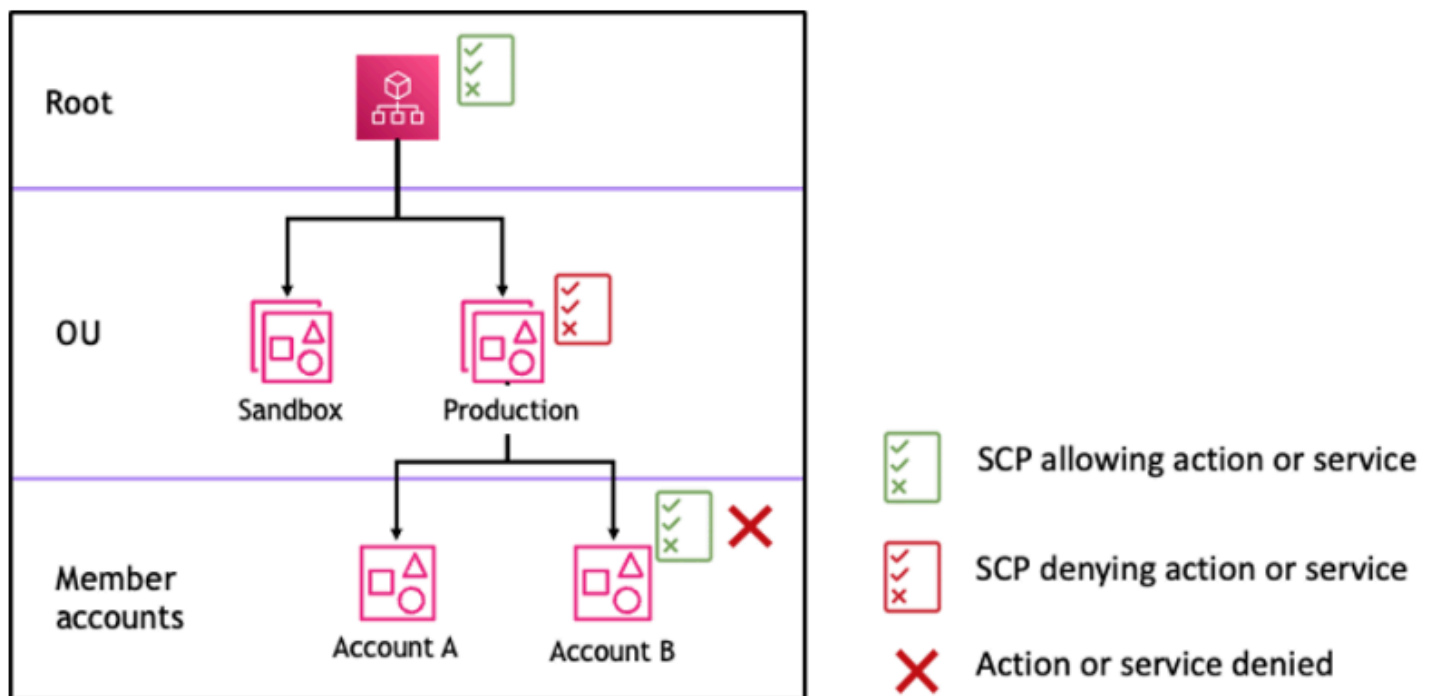 Root
OU
Sandbox
Production
Member
accounts
Account A
Account B
SCP allowing action or service
SCP denying action or service
Action or service denied